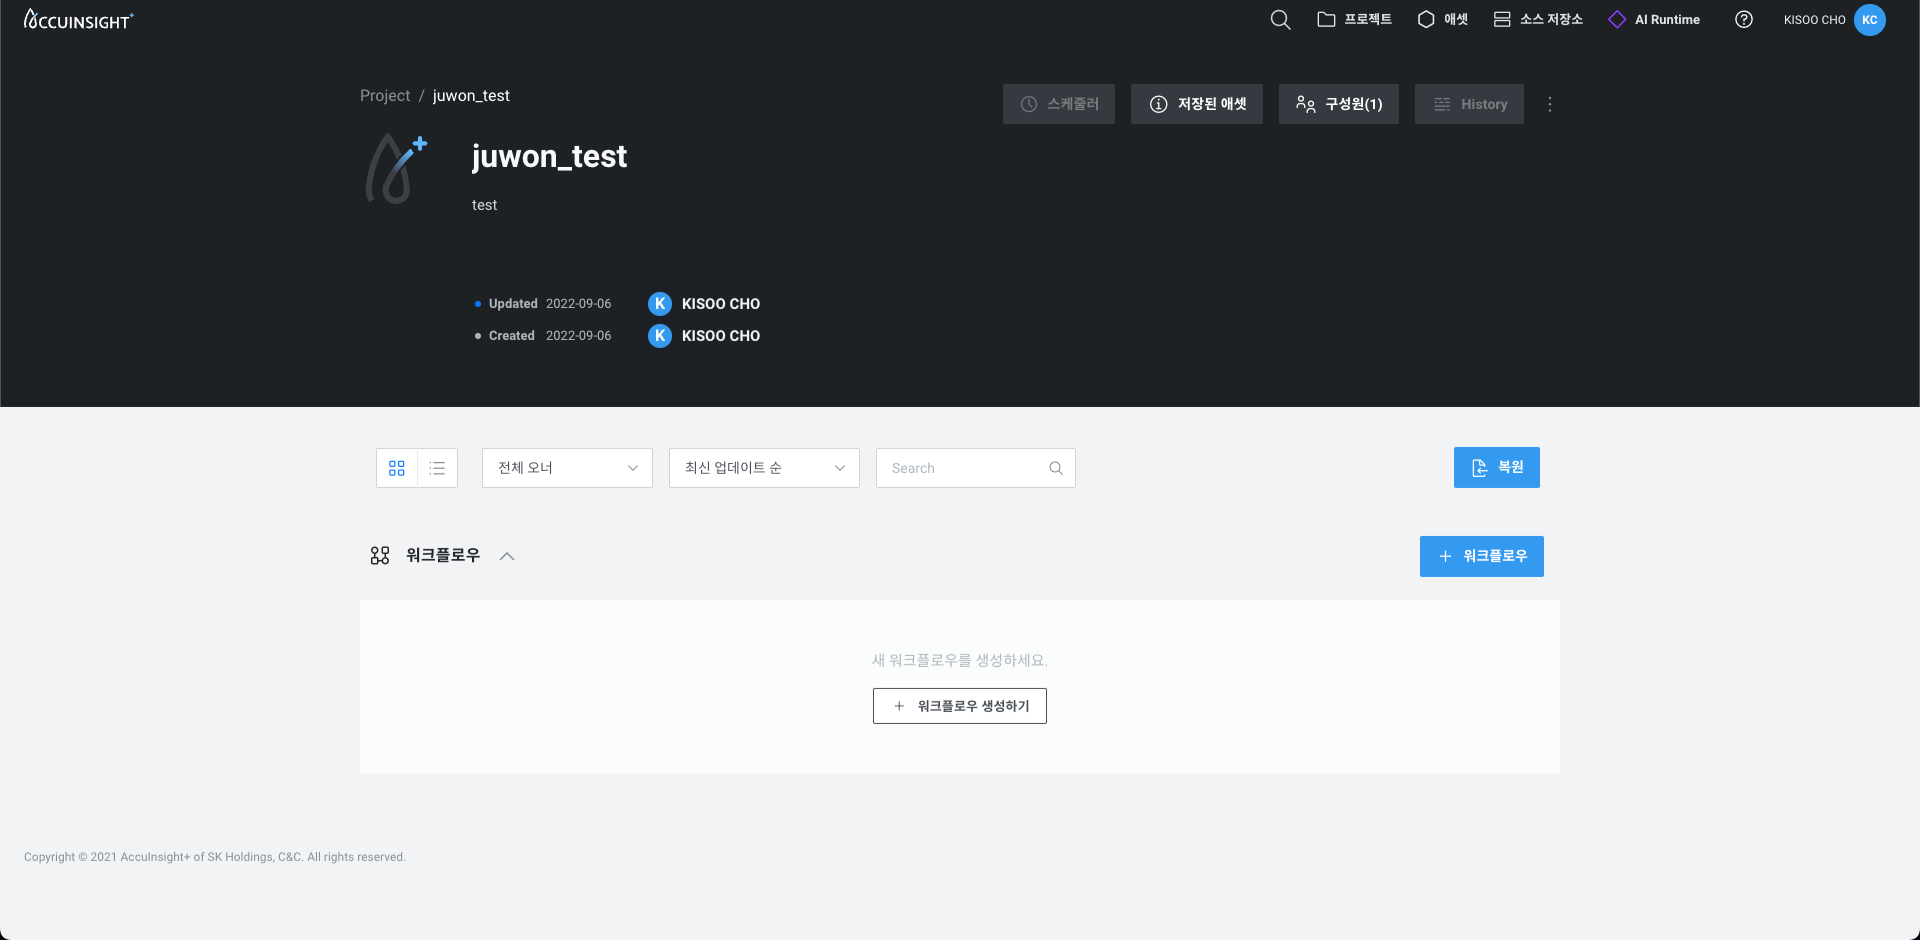 ACCUINSIGHT+
프로젝트
애셋
소스 저장소
AI Runtime
KISOO CHO
KC
Project / juwon_test
스케줄러
저장된 애셋
구성원(1)
History
juwon_test
test
Updated 2022-09-06 K KISOO CHO
Created 2022-09-06 K KISOO CHO
전체 오너
최신 업데이트 순
Search
복원
워크플로우
+ 워크플로우
새 워크플로우를 생성하세요.
+ 워크플로우 생성하기
Copyright © 2021 AccuInsight+ of SK Holdings, C&C. All rights reserved.